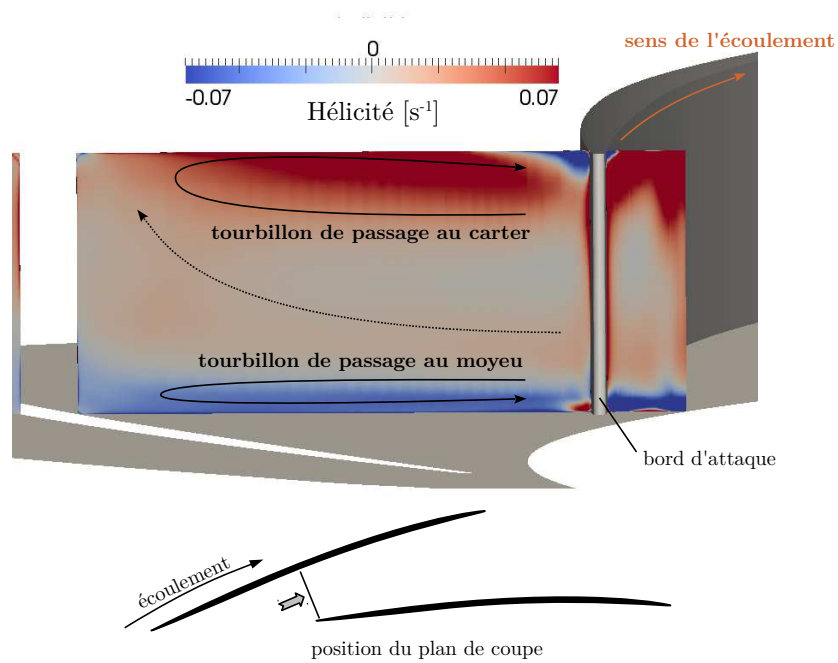 sens de l'écoulement
0
-0.07 0.07
Hélicité [s⁻¹]
tourbillon de passage au carter
tourbillon de passage au moyeu
bord d'attaque
écoulement
position du plan de coupe